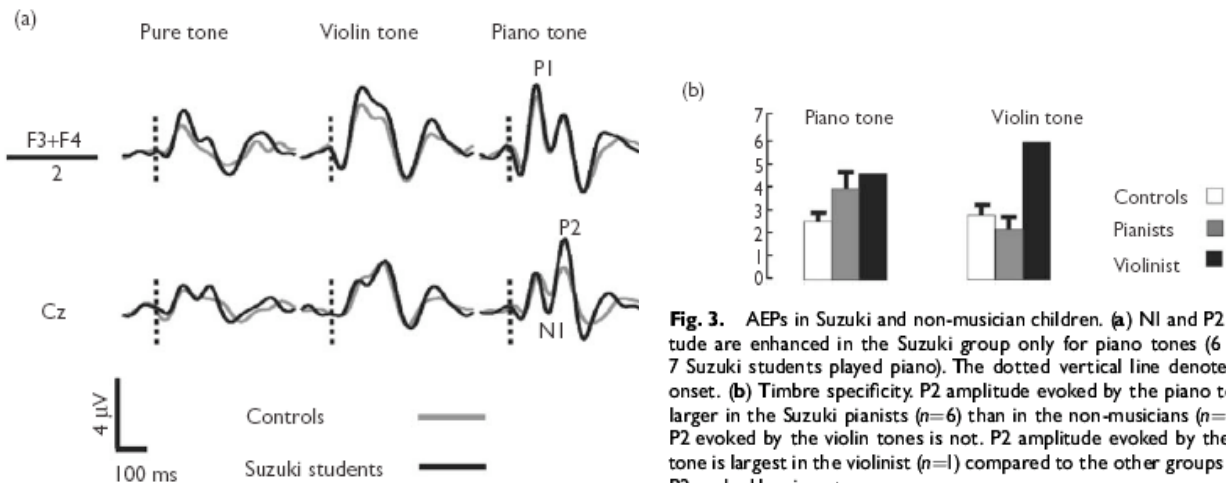 (a)
Pure tone
Violin tone
Piano tone
P1
F3+F4
2
P2
Cz
N1
4 µV
100 ms
Controls
Suzuki students
(b)
7
6
5
4
3
2
1
0
Piano tone
Violin tone
Controls
Pianists
Violinist
Fig. 3. AEPs in Suzuki and non-musician children. (a) N1 and P2
tude are enhanced in the Suzuki group only for piano tones (6
7 Suzuki students played piano). The dotted vertical line denote
onset. (b) Timbre specificity. P2 amplitude evoked by the piano t
larger in the Suzuki pianists (n=6) than in the non-musicians (n=
P2 evoked by the violin tones is not. P2 amplitude evoked by the
tone is largest in the violinist (n=1) compared to the other groups